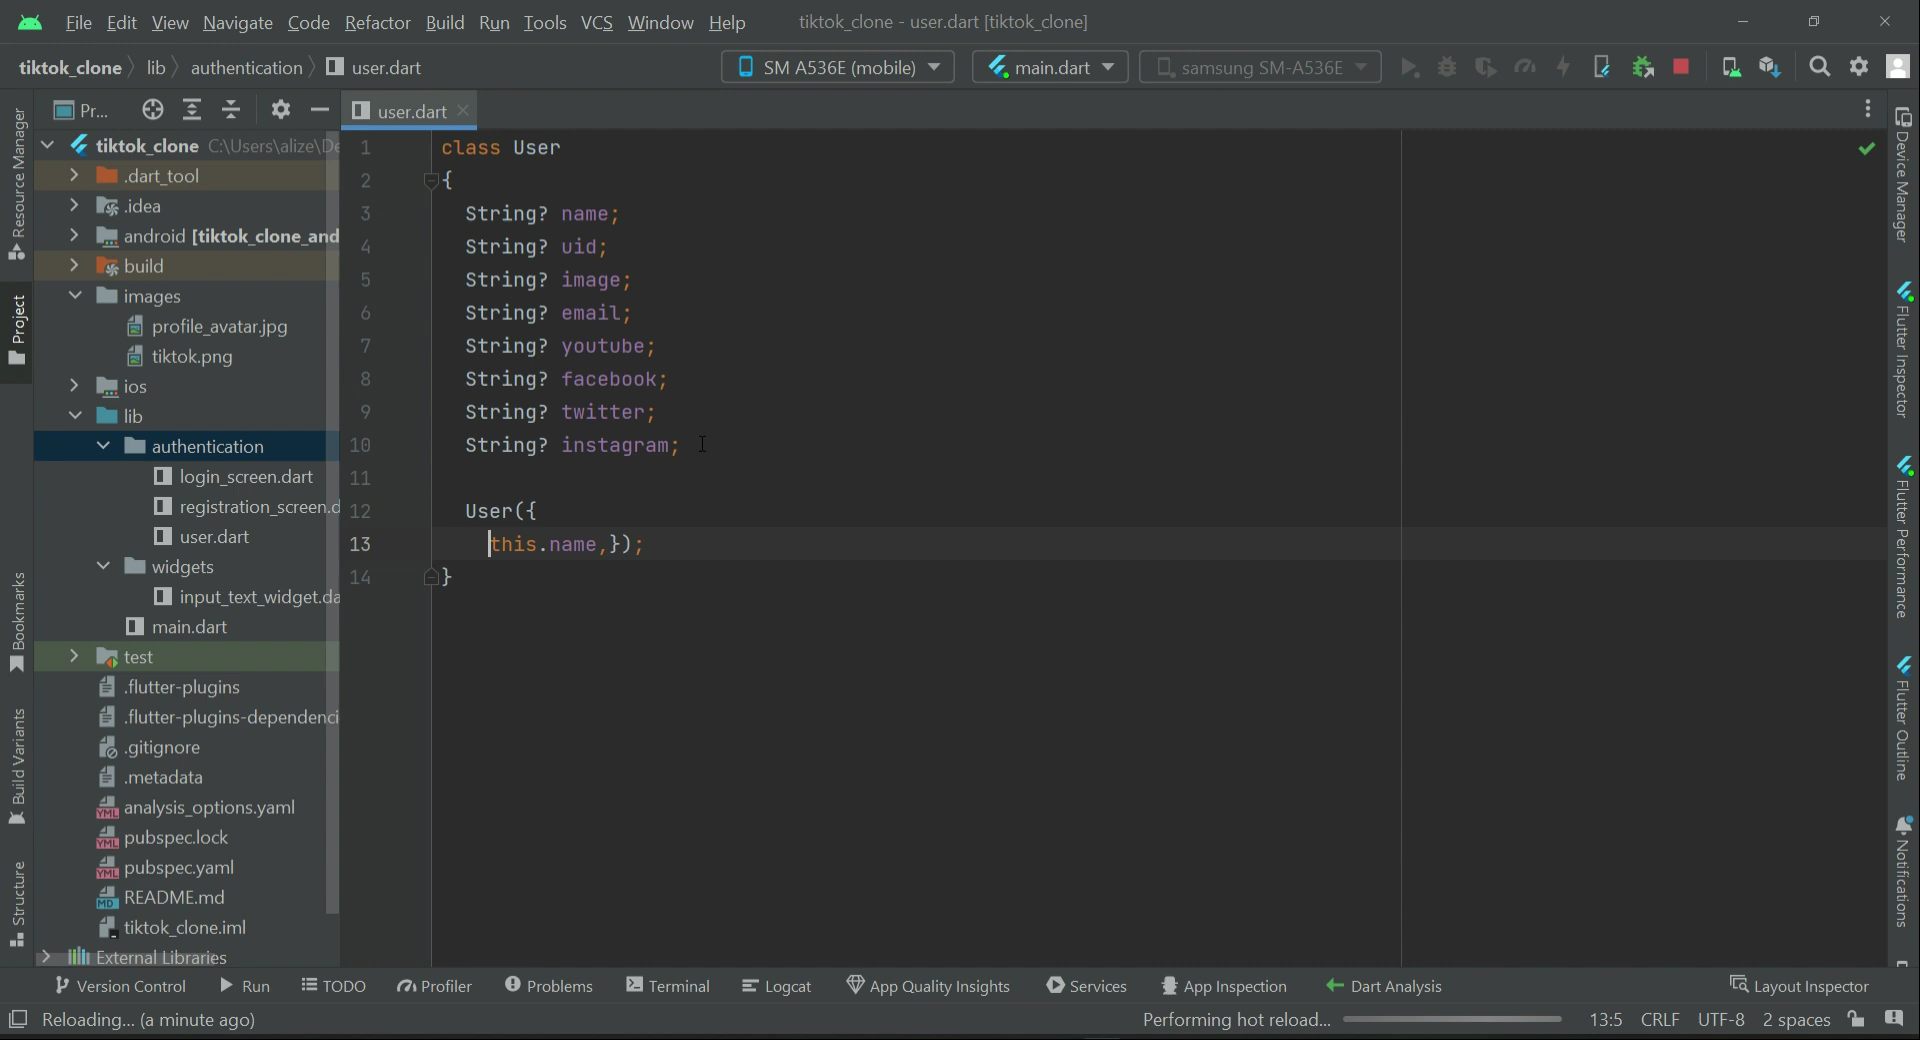 File Edit View Navigate Code Refactor Build Run Tools VCS Window Help tiktok_clone - user.dart [tiktok_clone]
tiktok_clone lib authentication user.dart SM A536E (mobile) main.dart samsung SM-A536E
Pr... user.dart
Resource Manager
Project
Bookmarks
Build Variants
Structure
tiktok_clone C:\Users\alize\De
.dart_tool
.idea
android [tiktok_clone_and
build
images
profile_avatar.jpg
tiktok.png
ios
lib
authentication
login_screen.dart
registration_screen.d
user.dart
widgets
input_text_widget.da
main.dart
test
.flutter-plugins
.flutter-plugins-dependenci
.gitignore
.metadata
analysis_options.yaml
pubspec.lock
pubspec.yaml
README.md
tiktok_clone.iml
External Libraries
1 class User
2 {
3 String? name;
4 String? uid;
5 String? image;
6 String? email;
7 String? youtube;
8 String? facebook;
9 String? twitter;
10 String? instagram;
11
12 User({
13 this.name,});
14 }
Device Manager
Flutter Inspector
Flutter Performance
Flutter Outline
Notifications
Version Control Run TODO Profiler Problems Terminal Logcat App Quality Insights Services App Inspection Dart Analysis Layout Inspector
Reloading... (a minute ago) Performing hot reload... 13:5 CRLF UTF-8 2 spaces